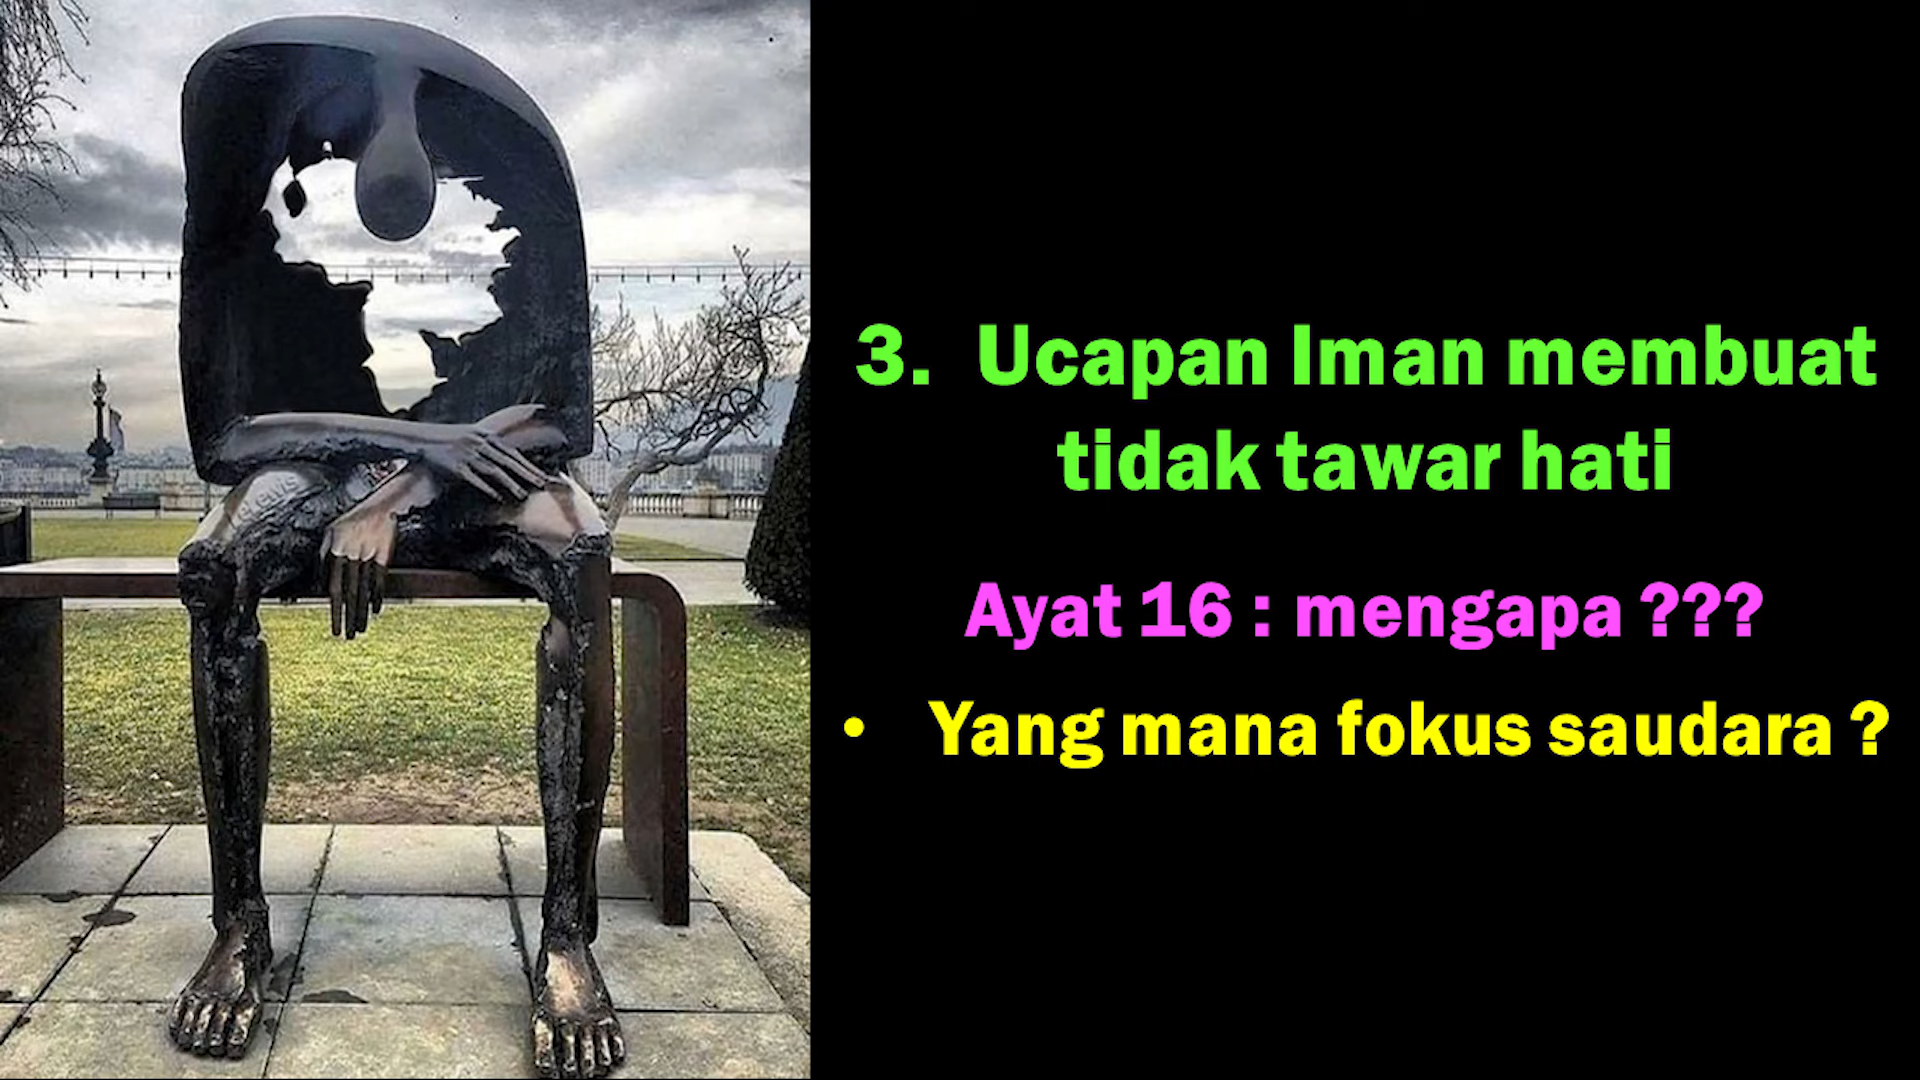 3. Ucapan Iman membuat
tidak tawar hati
Ayat 16 : mengapa ???
• Yang mana fokus saudara ?